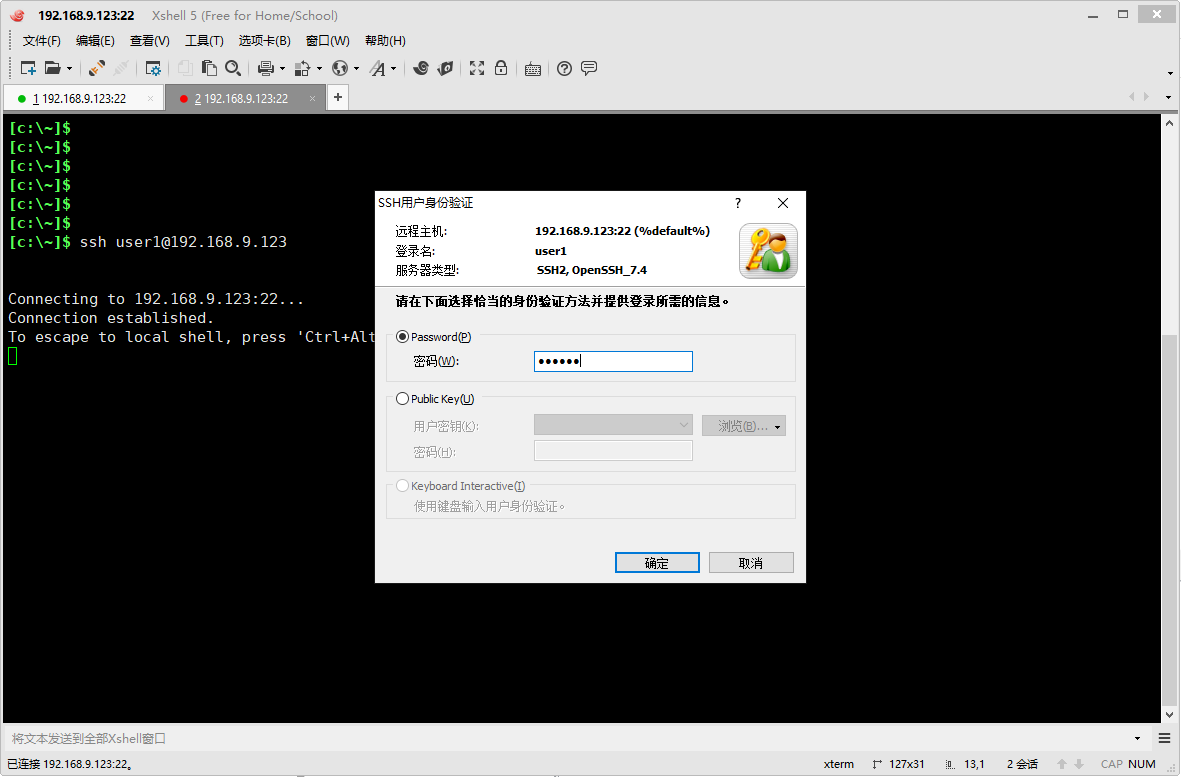 192.168.9.123:22 Xshell 5 (Free for Home/School)
文件(F) 编辑(E) 查看(V) 工具(T) 选项卡(B) 窗口(W) 帮助(H)
1 192.168.9.123:22 2 192.168.9.123:22
[c:\~]$
[c:\~]$
[c:\~]$
[c:\~]$
[c:\~]$
[c:\~]$
[c:\~]$ ssh user1@192.168.9.123
Connecting to 192.168.9.123:22...
Connection established.
To escape to local shell, press 'Ctrl+Alt
SSH用户身份验证
远程主机: 192.168.9.123:22 (%default%)
登录名: user1
服务器类型: SSH2, OpenSSH_7.4
请在下面选择恰当的身份验证方法并提供登录所需的信息。
Password(P)
密码(W): ••••••
Public Key(U)
用户密钥(K): 浏览(B)...
密码(H):
Keyboard Interactive(I)
使用键盘输入用户身份验证。
确定 取消
将文本发送到全部Xshell窗口
已连接 192.168.9.123:22。 xterm 127x31 13,1 2 会话 CAP NUM